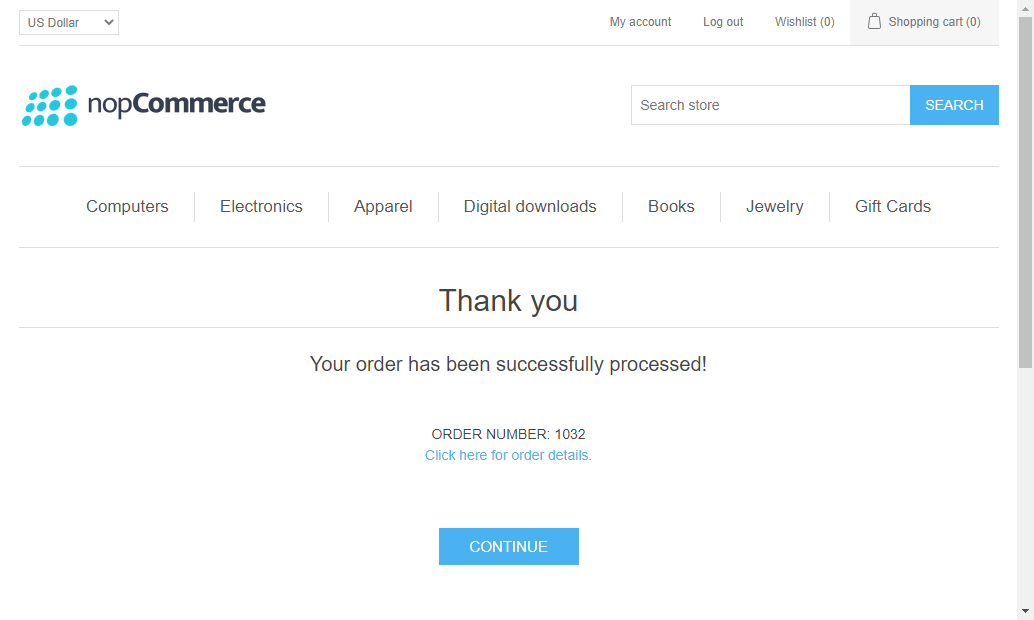 US Dollar
My account
Log out
Wishlist (0)
Shopping cart (0)
nopCommerce
Search store
SEARCH
Computers
Electronics
Apparel
Digital downloads
Books
Jewelry
Gift Cards
Thank you
Your order has been successfully processed!
ORDER NUMBER: 1032
Click here for order details.
CONTINUE